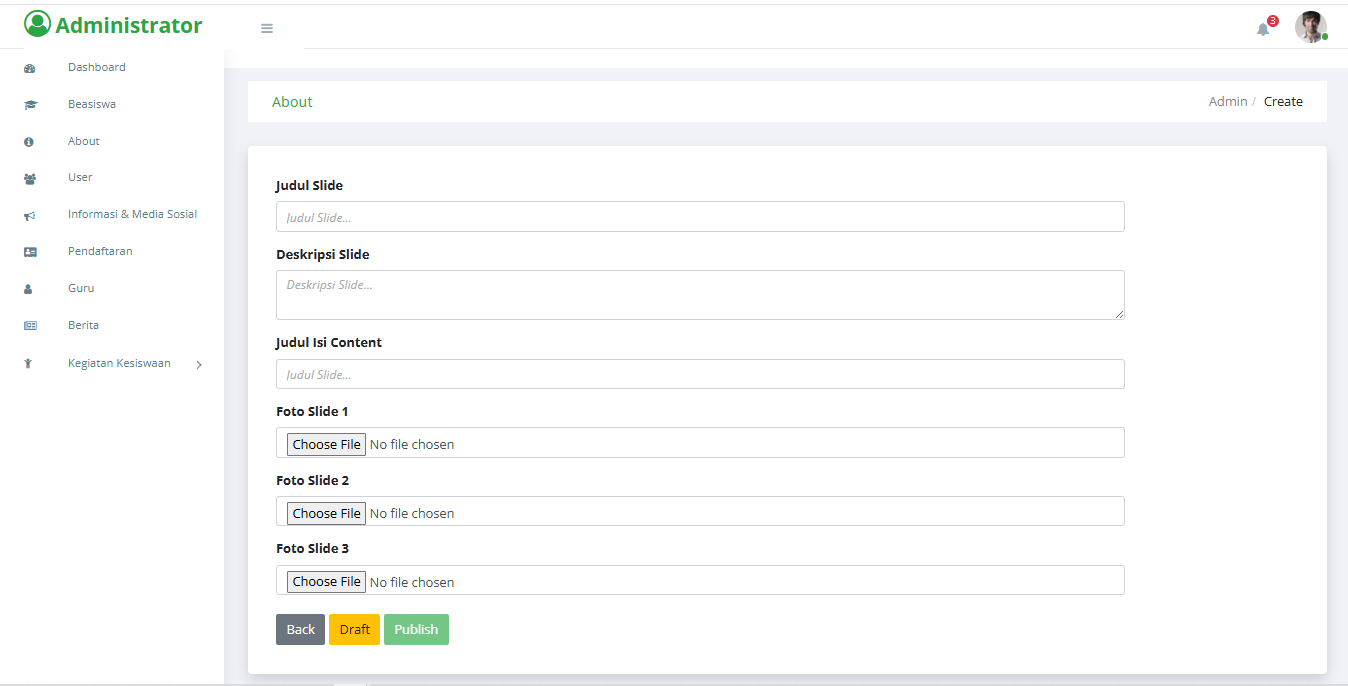 Administrator
3
Dashboard
Beasiswa
About
User
Informasi & Media Sosial
Pendaftaran
Guru
Berita
Kegiatan Kesiswaan
About
Admin / Create
Judul Slide
Judul Slide...
Deskripsi Slide
Deskripsi Slide...
Judul Isi Content
Judul Slide...
Foto Slide 1
Choose File No file chosen
Foto Slide 2
Choose File No file chosen
Foto Slide 3
Choose File No file chosen
Back Draft Publish